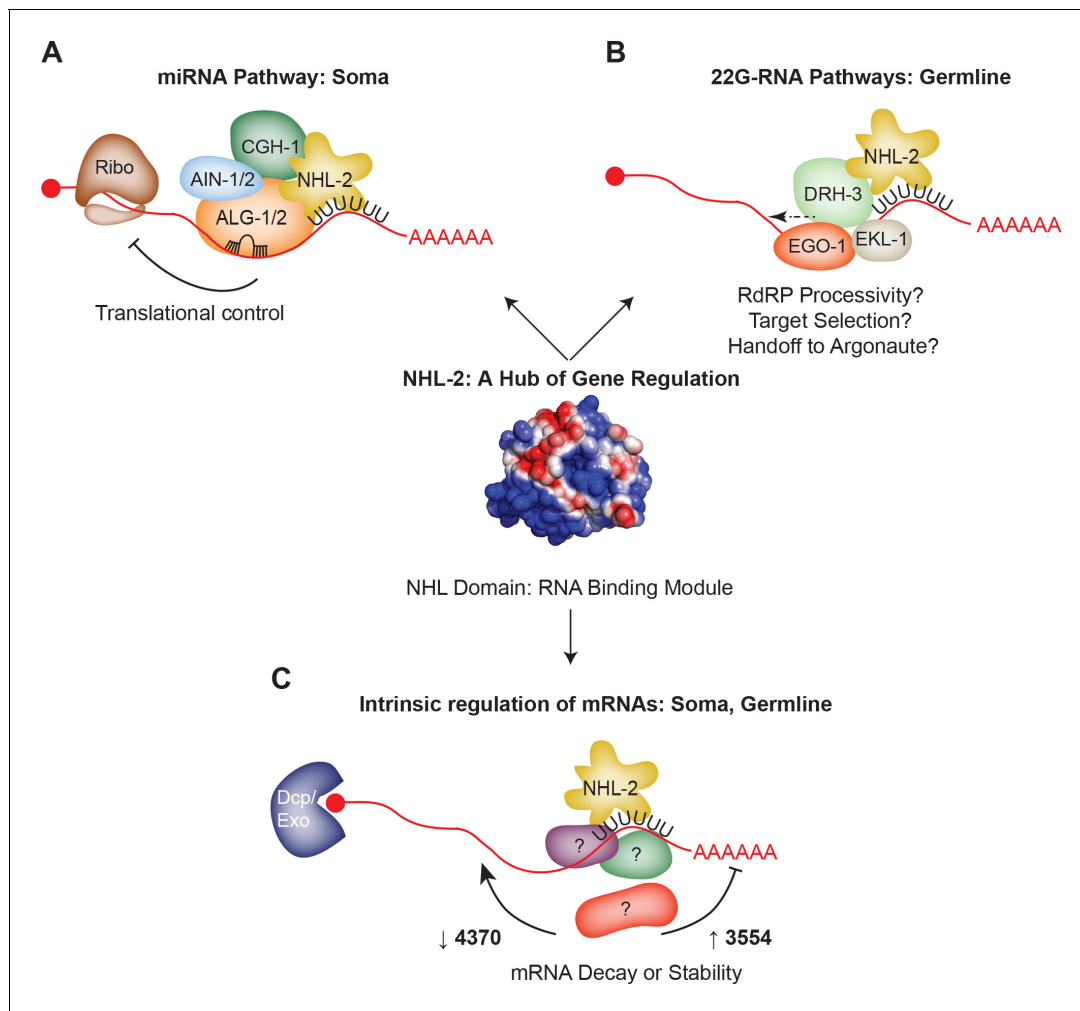 A
miRNA Pathway: Soma
Ribo
CGH-1
AIN-1/2
NHL-2
ALG-1/2
UUUUUU
AAAAAA
Translational control
B
22G-RNA Pathways: Germline
NHL-2
DRH-3
UUUUUU
AAAAAA
EGO-1
EKL-1
RdRP Processivity?
Target Selection?
Handoff to Argonaute?
NHL-2: A Hub of Gene Regulation
NHL Domain: RNA Binding Module
C
Intrinsic regulation of mRNAs: Soma, Germline
Dcp/
Exo
NHL-2
UUUUUU
?
?
AAAAAA
?
↓ 4370
↑ 3554
mRNA Decay or Stability